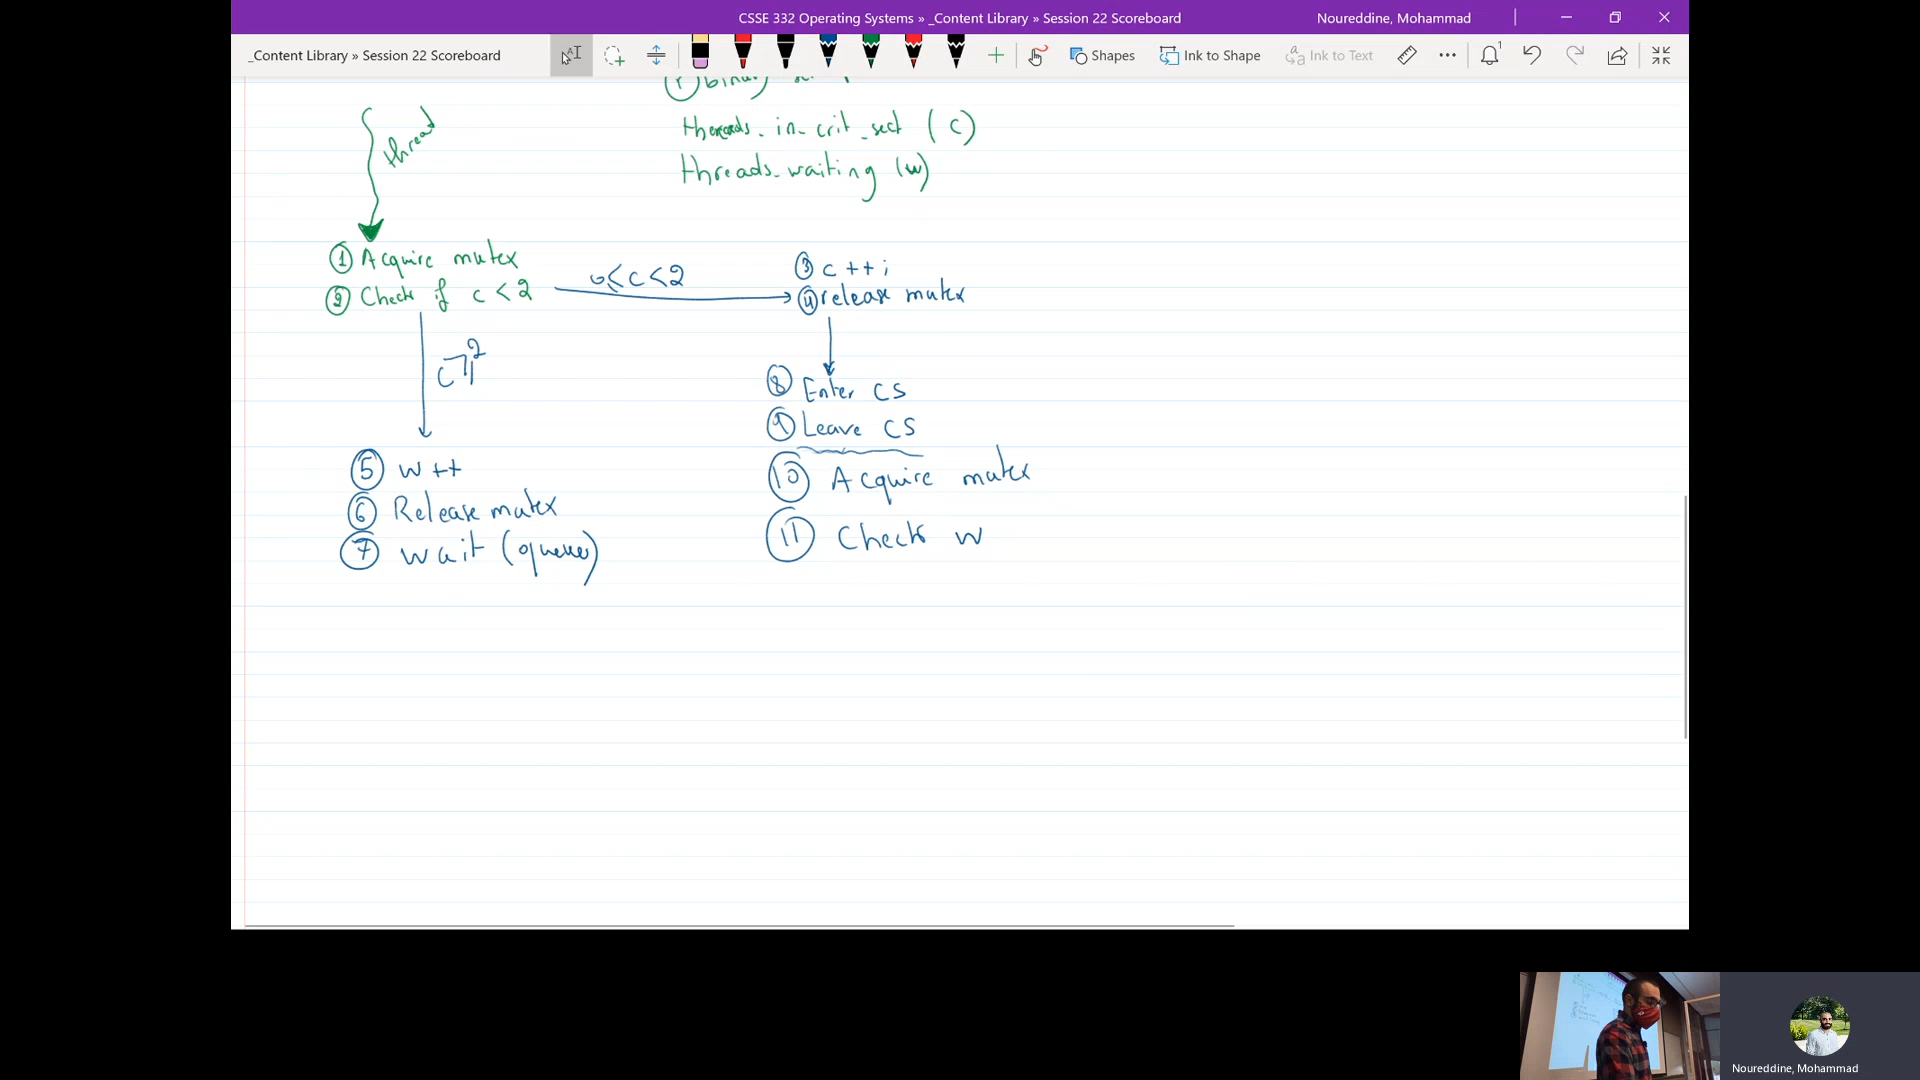 CSSE 332 Operating Systems » _Content Library » Session 22 Scoreboard
Noureddine, Mohammad
_Content Library » Session 22 Scoreboard
Shapes
Ink to Shape
Ink to Text
1
binary
thread
threads_in_crit_sect (c)
threads_waiting (w)
① Acquire mutex
② Check if c < 2
0 ≤ c < 2
③ c ++;
④ release mutex
⑧ Enter CS
⑨ Leave CS
⑤ w ++
⑥ Release mutex
⑦ wait (queue)
⑩ Acquire mutex
⑪ Check w
Noureddine, Mohammad